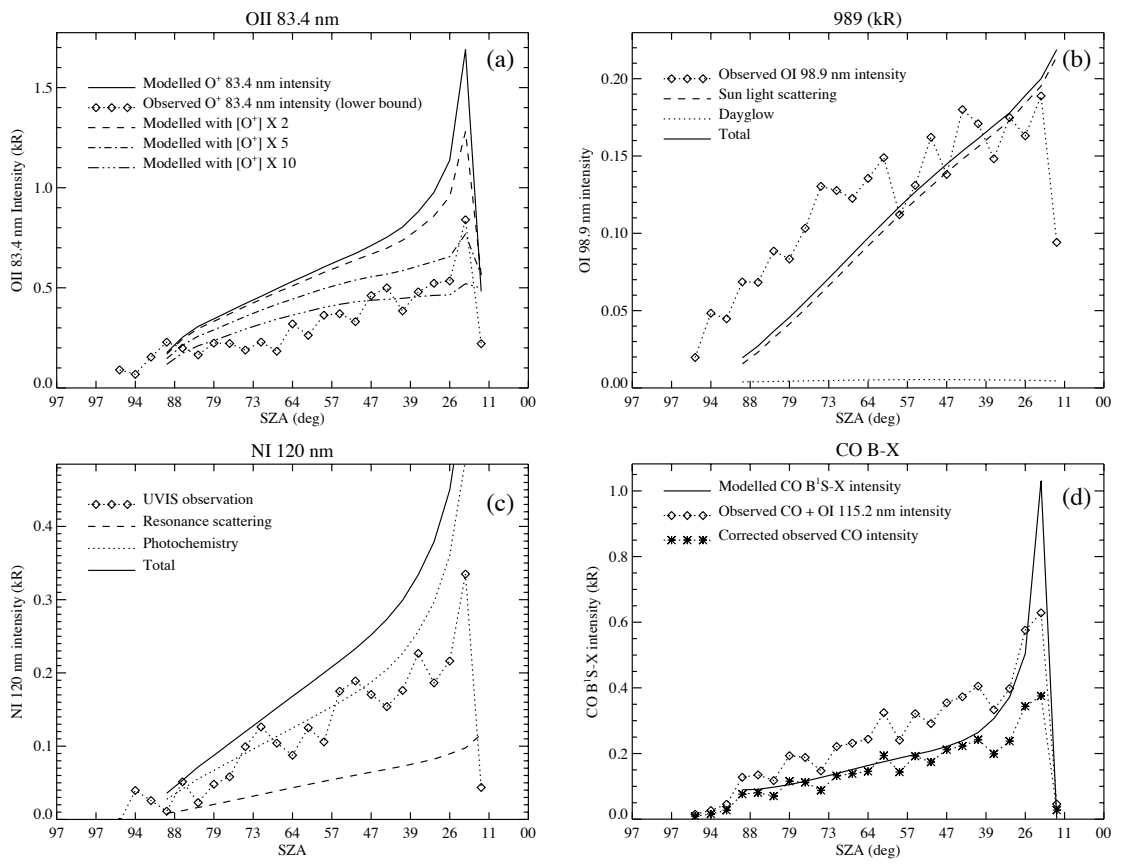 OII 83.4 nm
(a)
Modelled O⁺ 83.4 nm intensity
Observed O⁺ 83.4 nm intensity (lower bound)
Modelled with [O⁺] X 2
Modelled with [O⁺] X 5
Modelled with [O⁺] X 10
OII 83.4 nm Intensity (kR)
1.5
1.0
0.5
0.0
97 97 94 88 79 73 64 57 47 39 26 11 00
SZA (deg)
989 (kR)
(b)
Observed OI 98.9 nm intensity
Sun light scattering
Dayglow
Total
OI 98.9 nm intensity
0.20
0.15
0.10
0.05
0.00
97 97 94 88 79 73 64 57 47 39 26 11 00
SZA (deg)
NI 120 nm
(c)
UVIS observation
Resonance scattering
Photochemistry
Total
NI 120 nm intensity (kR)
0.4
0.3
0.2
0.1
0.0
97 97 94 88 79 73 64 57 47 39 26 11 00
SZA
CO B-X
(d)
Modelled CO B¹S-X intensity
Observed CO + OI 115.2 nm intensity
Corrected observed CO intensity
CO B¹S-X intensity (kR)
1.0
0.8
0.6
0.4
0.2
0.0
97 97 94 88 79 73 64 57 47 39 26 11 00
SZA (deg)